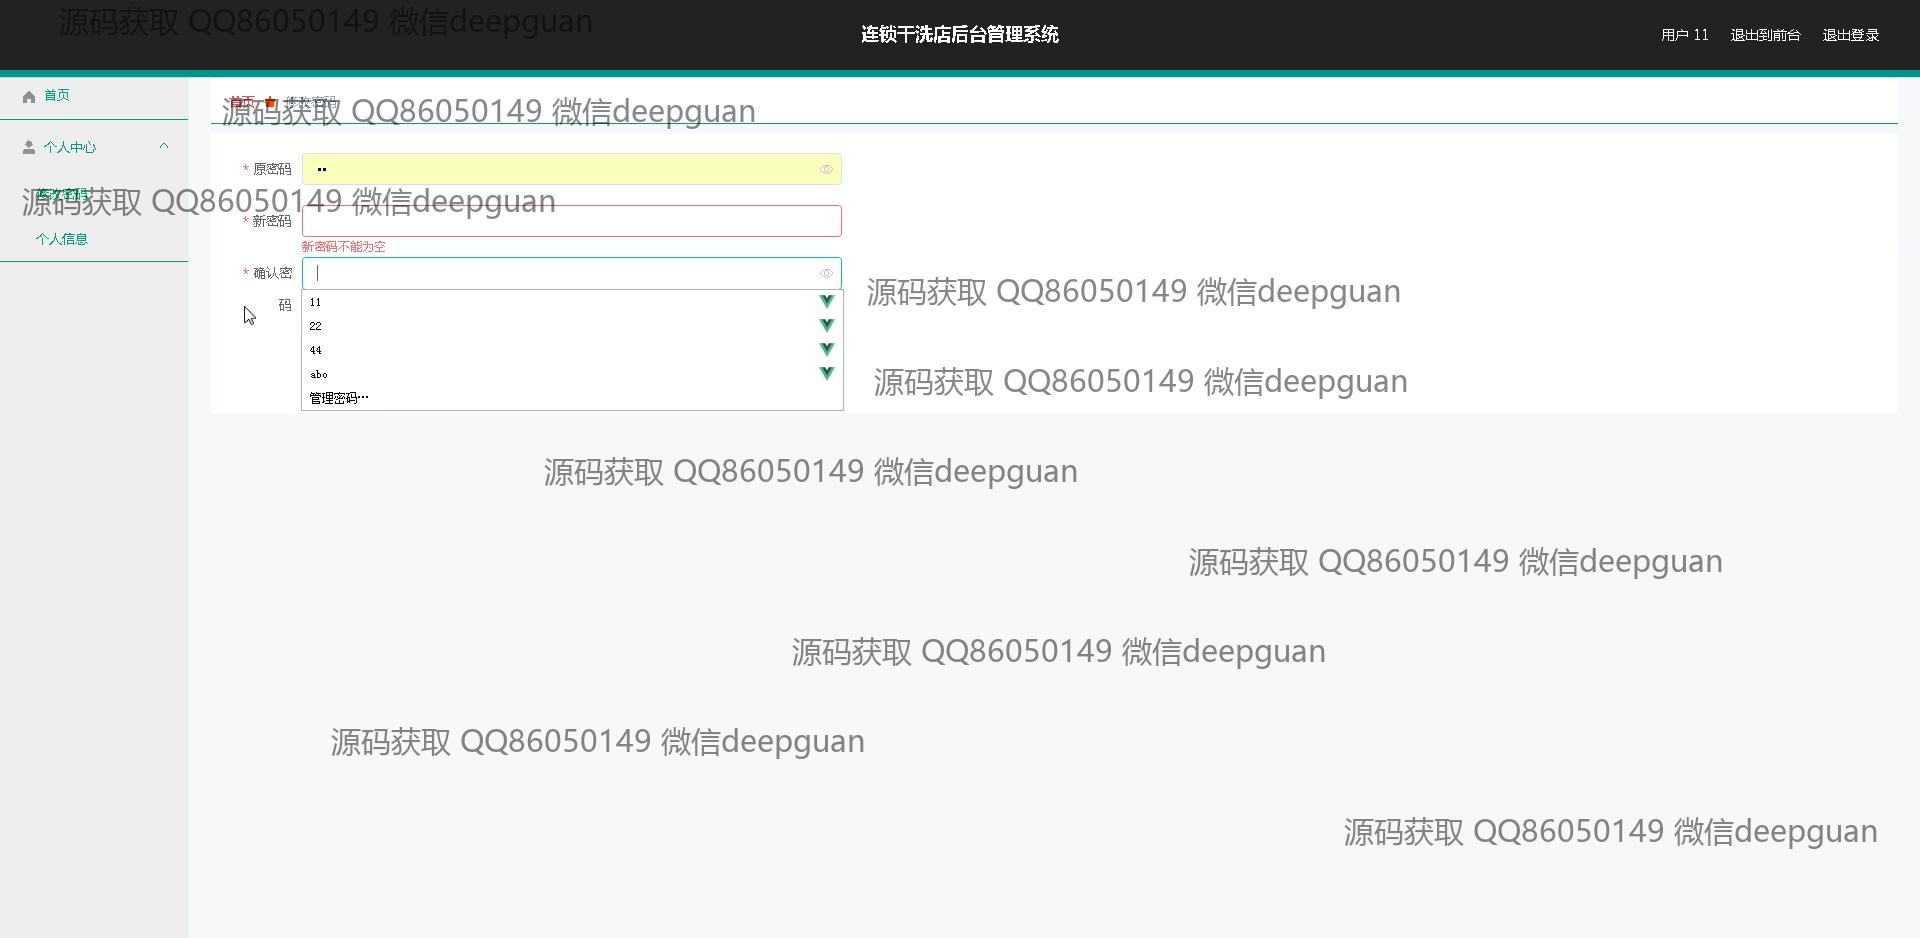 源码获取 QQ86050149 微信deepguan
连锁干洗店后台管理系统
用户 11
退出到前台
退出登录
首页
首页 修改密码
源码获取 QQ86050149 微信deepguan
个人中心
* 原密码
••
修改密码
源码获取 QQ86050149 微信deepguan
* 新密码
新密码不能为空
个人信息
* 确认密
码
11
22
44
abo
管理密码…
源码获取 QQ86050149 微信deepguan
源码获取 QQ86050149 微信deepguan
源码获取 QQ86050149 微信deepguan
源码获取 QQ86050149 微信deepguan
源码获取 QQ86050149 微信deepguan
源码获取 QQ86050149 微信deepguan
源码获取 QQ86050149 微信deepguan